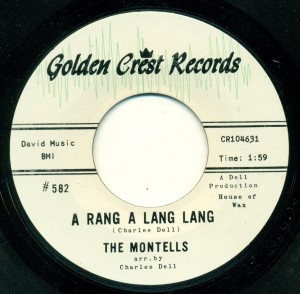 Golden Crest Records
David Music
BMI
CR104631
Time: 1:59
#582
A Dell
Production
House of
Wax
A RANG A LANG LANG
(Charles Dell)
THE MONTELLS
arr.by
Charles Dell